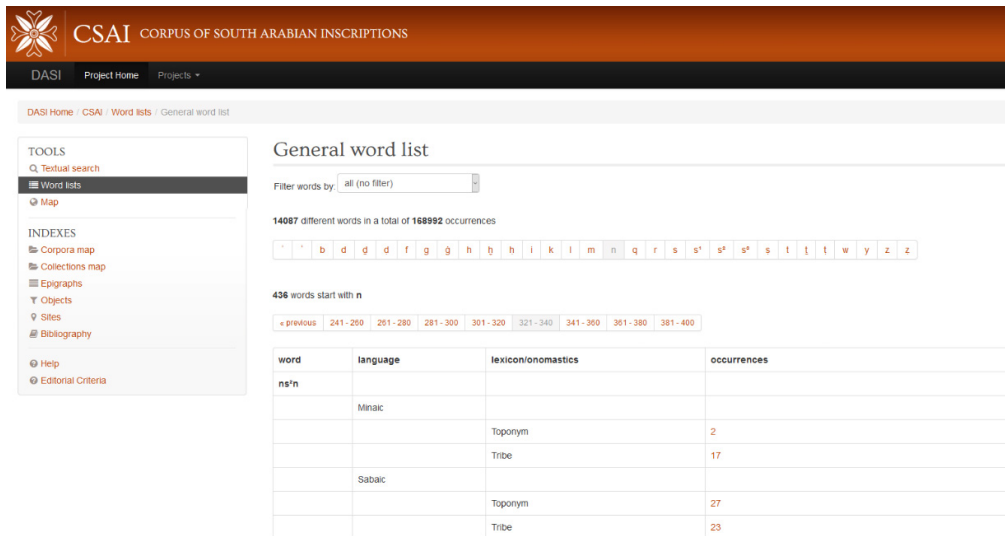 CSAI CORPUS OF SOUTH ARABIAN INSCRIPTIONS
DASI Project Home Projects
DASI Home / CSAI / Word lists / General word list
TOOLS
Textual search
Word lists
Map
INDEXES
Corpora map
Collections map
Epigraphs
Objects
Sites
Bibliography
Help
Editorial Criteria
General word list
Filter words by: all (no filter)
14087 different words in a total of 168992 occurrences
ʾ ʿ b d ḏ d f g ġ h ḫ h i k l m n q r s s¹ s² s³ s t ṯ ṭ w y z z
436 words start with n
« previous 241 - 260 261 - 280 281 - 300 301 - 320 321 - 340 341 - 360 361 - 380 381 - 400
word language lexicon/onomastics occurrences
ns²n
Minaic
Toponym 2
Tribe 17
Sabaic
Toponym 27
Tribe 23